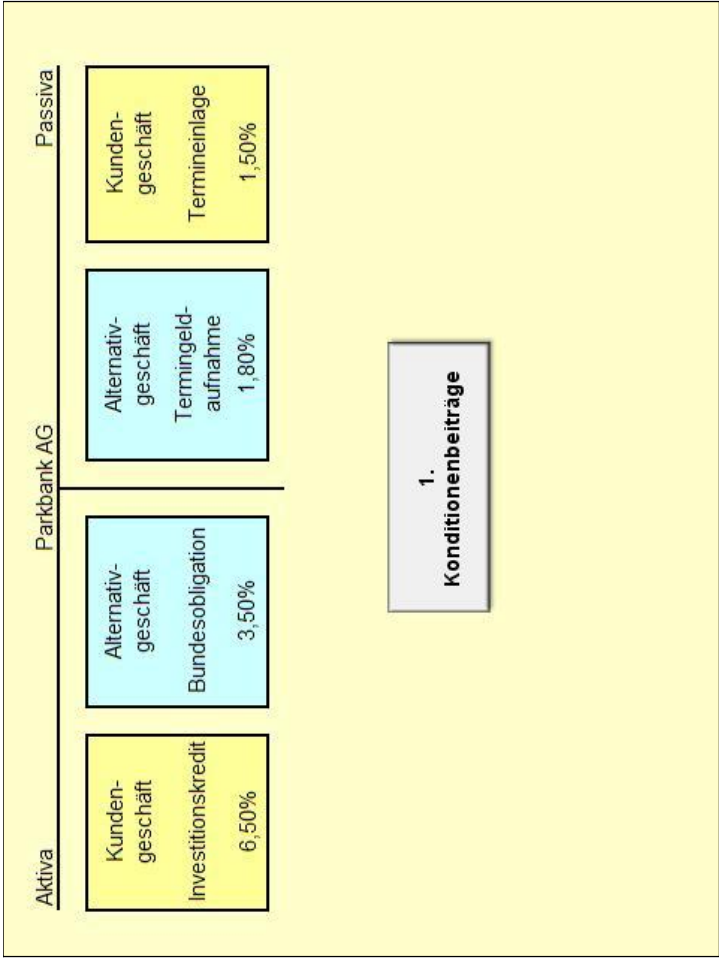 Aktiva
Parkbank AG
Passiva
Kunden-
geschäft
Investitionskredit
6,50%
Alternativ-
geschäft
Bundesobligation
3,50%
Alternativ-
geschäft
Termingeld-
aufnahme
1,80%
Kunden-
geschäft
Termineinlage
1,50%
1.
Konditionenbeiträge